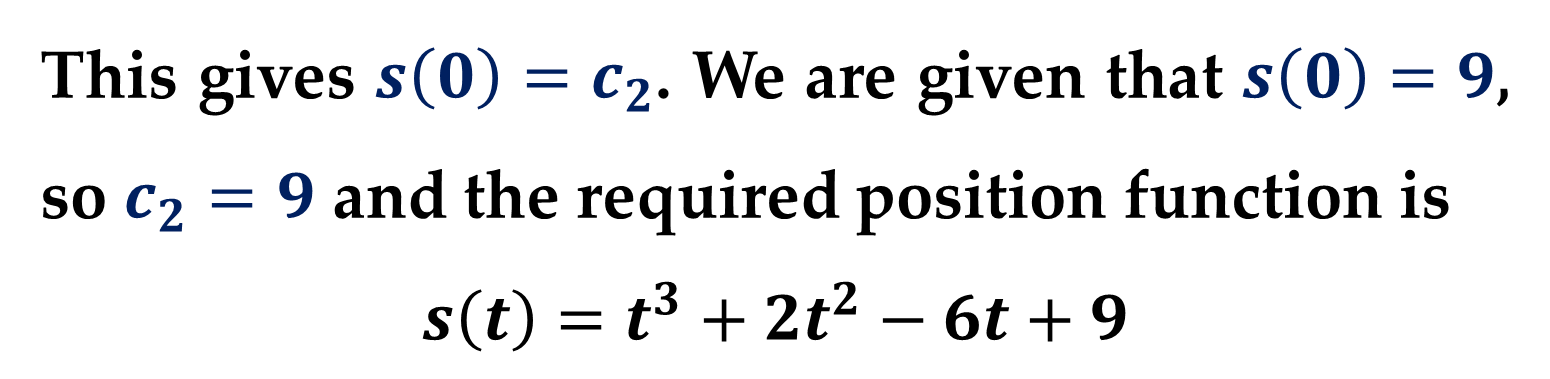 This gives s(0) = c₂. We are given that s(0) = 9,
so c₂ = 9 and the required position function is
s(t) = t³ + 2t² − 6t + 9